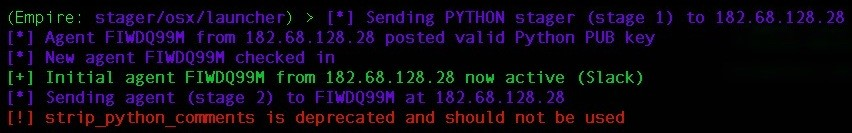 (Empire: stager/osx/launcher) > [*] Sending PYTHON stager (stage 1) to 182.68.128.28
[*] Agent FIWDQ99M from 182.68.128.28 posted valid Python PUB key
[*] New agent FIWDQ99M checked in
[+] Initial agent FIWDQ99M from 182.68.128.28 now active (Slack)
[*] Sending agent (stage 2) to FIWDQ99M at 182.68.128.28
[!] strip_python_comments is deprecated and should not be used